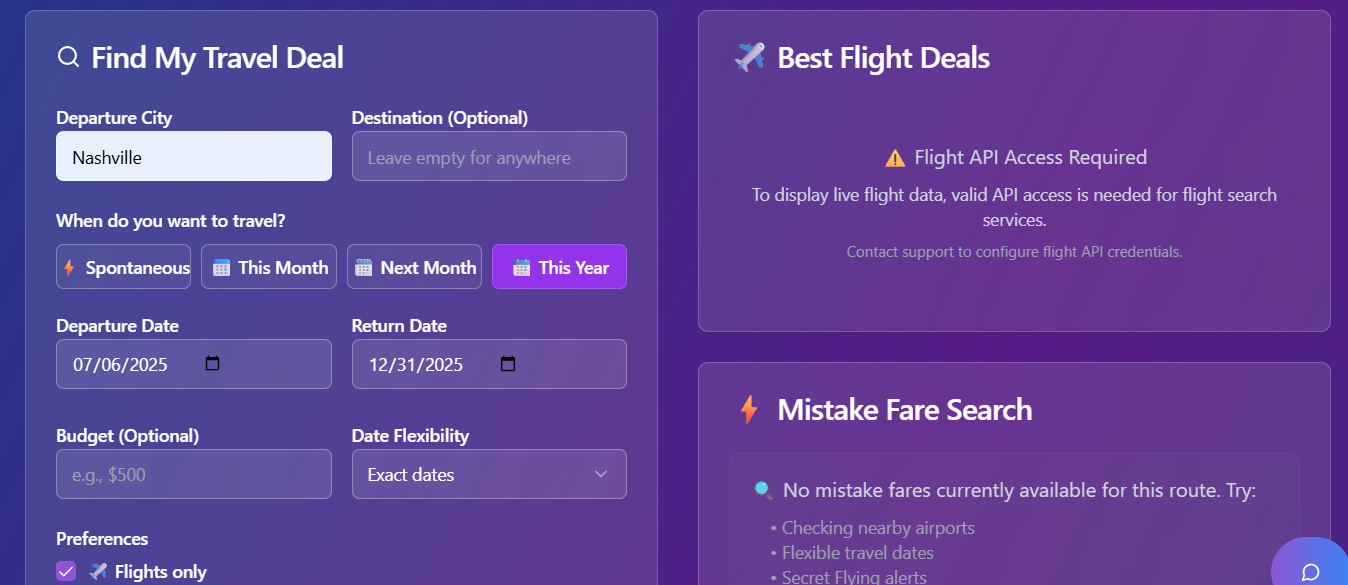 Find My Travel Deal
Departure City
Destination (Optional)
Nashville
Leave empty for anywhere
When do you want to travel?
Spontaneous
This Month
Next Month
This Year
Departure Date
Return Date
07/06/2025
12/31/2025
Budget (Optional)
Date Flexibility
e.g., $500
Exact dates
Preferences
Flights only
Best Flight Deals
Flight API Access Required
To display live flight data, valid API access is needed for flight search
services.
Contact support to configure flight API credentials.
Mistake Fare Search
No mistake fares currently available for this route. Try:
• Checking nearby airports
• Flexible travel dates
• Secret Flying alerts